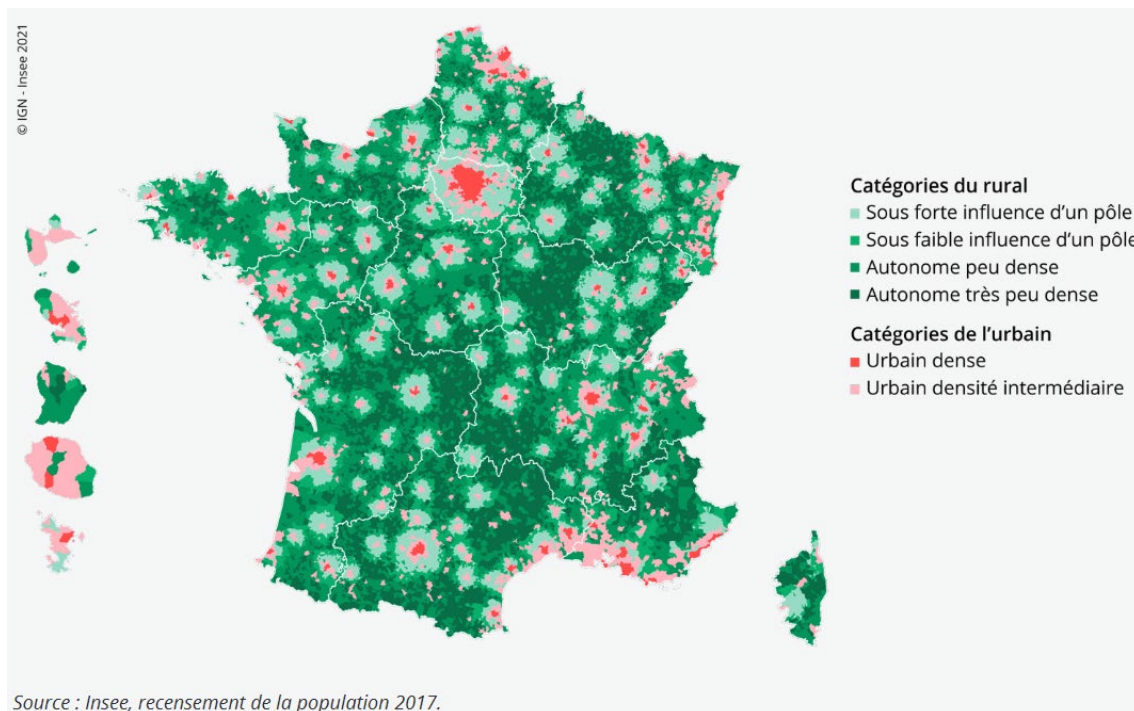 © IGN - Insee 2021
Catégories du rural
Sous forte influence d'un pôle
Sous faible influence d'un pôle
Autonome peu dense
Autonome très peu dense
Catégories de l'urbain
Urbain dense
Urbain densité intermédiaire
Source : Insee, recensement de la population 2017.